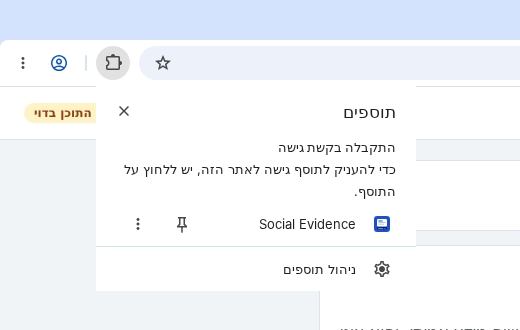 התוכן בדוי
תוספים
התקבלה בקשת גישה
כדי להעניק לתוסף גישה לאתר הזה, יש ללחוץ על
התוסף.
Social Evidence
ניהול תוספים